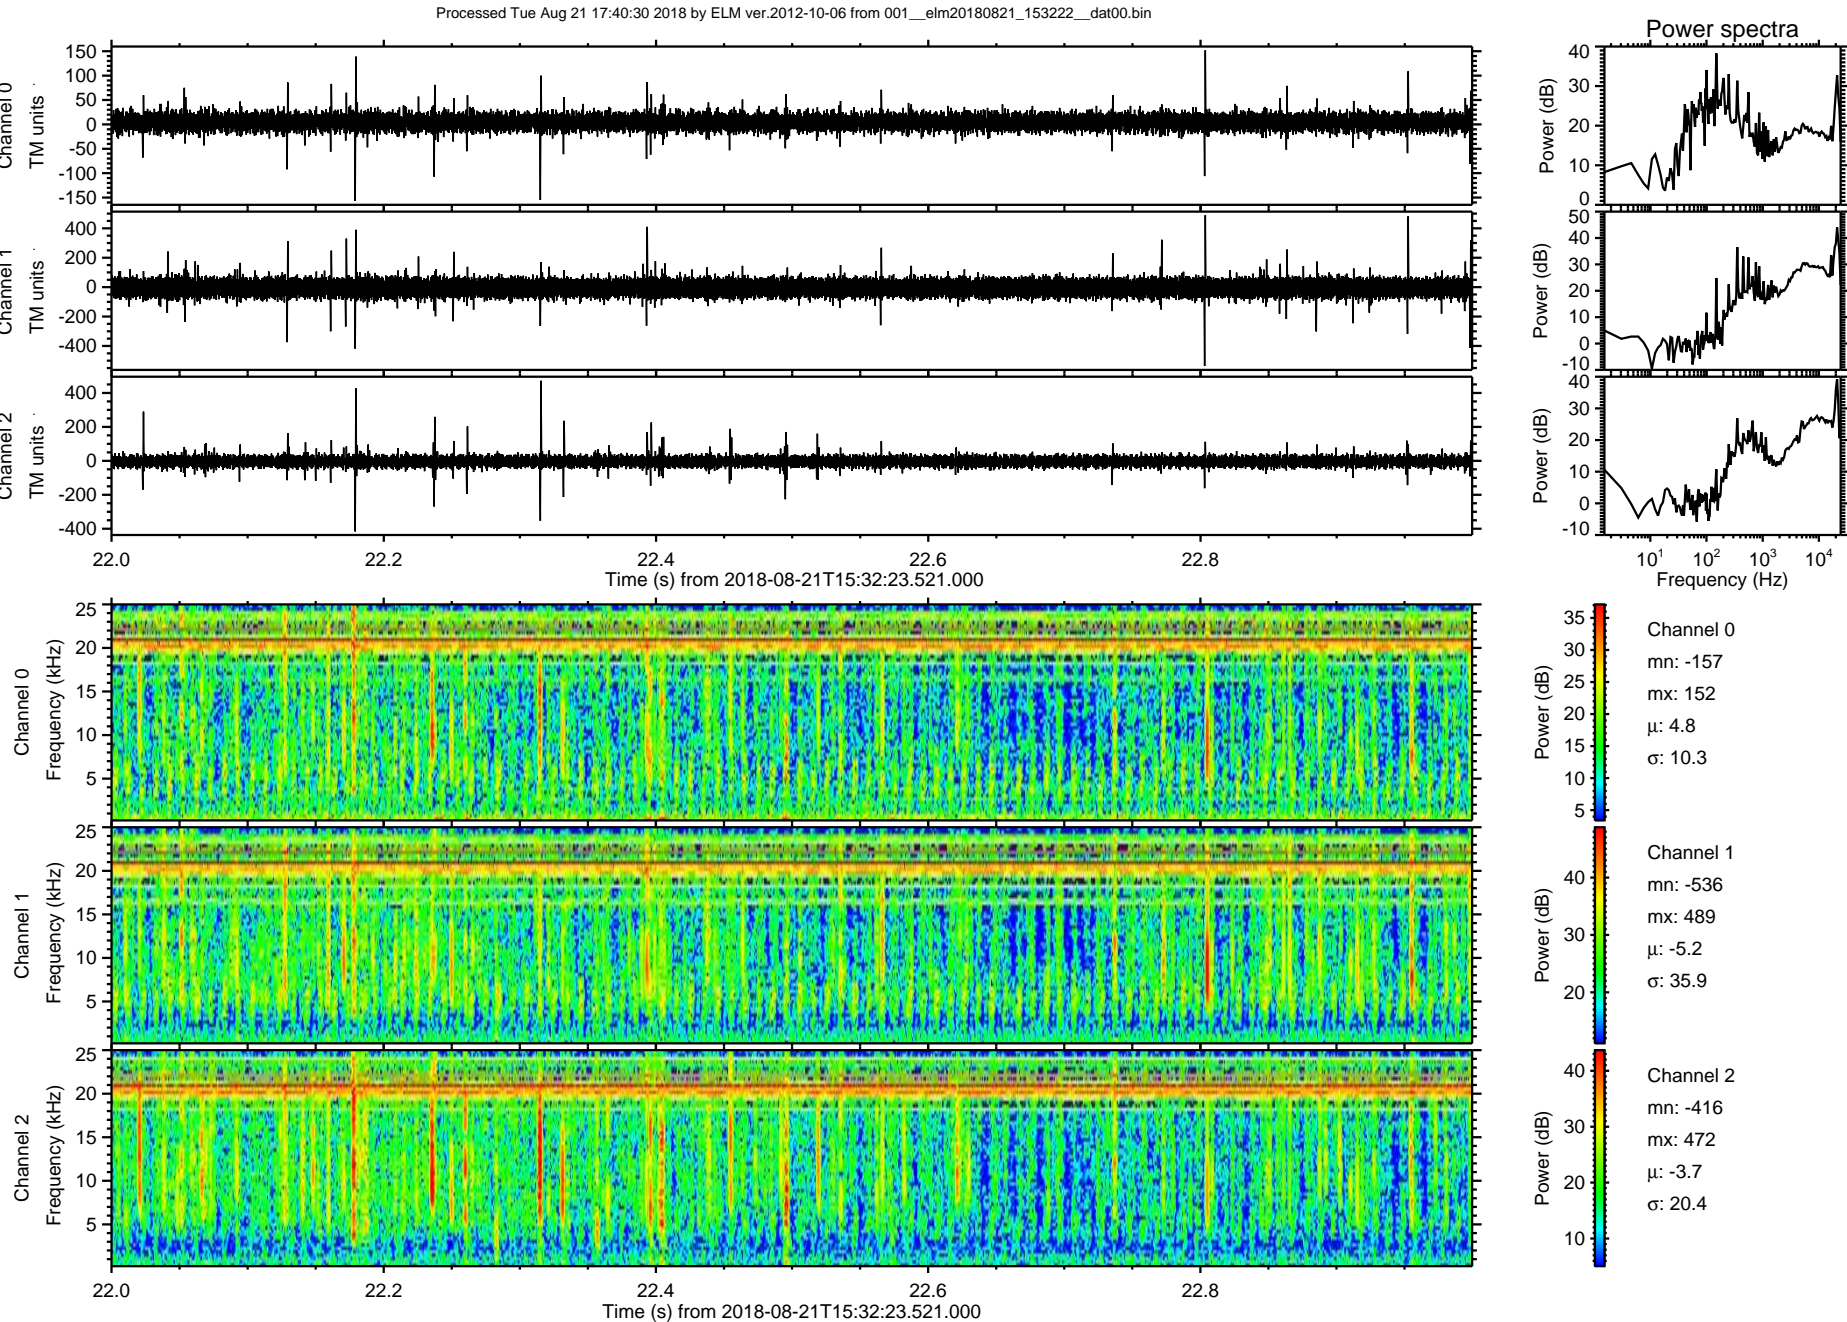 Processed Tue Aug 21 17:40:30 2018 by ELM ver.2012-10-06 from 001__elm20180821_153222__dat00.bin
Power spectra
Channel 0
TM units
150
100
50
0
-50
-100
-150
Power (dB)
40
30
20
10
0
Channel 1
TM units
400
200
0
-200
-400
Power (dB)
50
40
30
20
10
0
-10
Channel 2
TM units
400
200
0
-200
-400
Power (dB)
40
30
20
10
0
-10
22.0 22.2 22.4 22.6 22.8
Time (s) from 2018-08-21T15:32:23.521.000
10¹ 10² 10³ 10⁴
Frequency (Hz)
Channel 0
Frequency (kHz)
25
20
15
10
5
Power (dB)
35
30
25
20
15
10
5
Channel 0
mn: -157
mx: 152
μ: 4.8
σ: 10.3
Channel 1
Frequency (kHz)
25
20
15
10
5
Power (dB)
40
30
20
Channel 1
mn: -536
mx: 489
μ: -5.2
σ: 35.9
Channel 2
Frequency (kHz)
25
20
15
10
5
Power (dB)
40
30
20
10
Channel 2
mn: -416
mx: 472
μ: -3.7
σ: 20.4
22.0 22.2 22.4 22.6 22.8
Time (s) from 2018-08-21T15:32:23.521.000